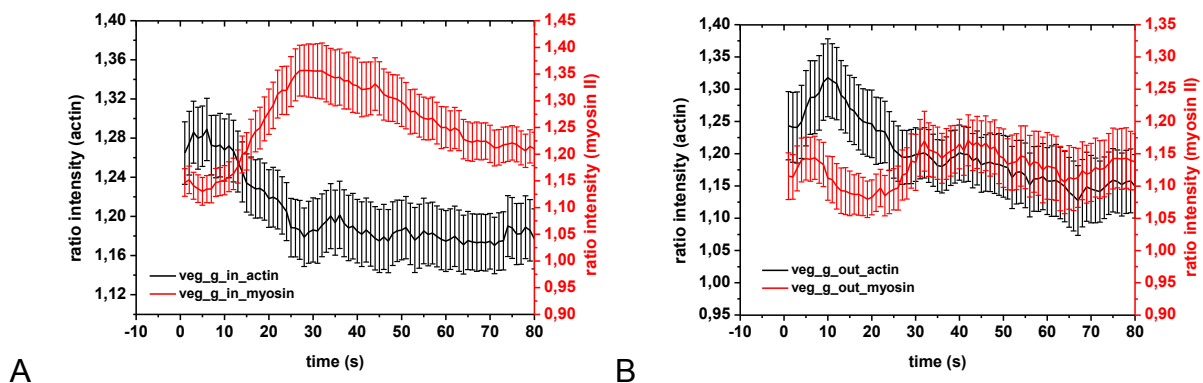 1,40
1,36
1,32
1,28
1,24
1,20
1,16
1,12
ratio intensity (actin)
1,45
1,40
1,35
1,30
1,25
1,20
1,15
1,10
1,05
1,00
0,95
0,90
ratio intensity (myosin II)
veg_g_in_actin
veg_g_in_myosin
-10 0 10 20 30 40 50 60 70 80
time (s)
A
1,40
1,35
1,30
1,25
1,20
1,15
1,10
1,05
1,00
0,95
ratio intensity (actin)
1,35
1,30
1,25
1,20
1,15
1,10
1,05
1,00
0,95
0,90
ratio intensity (myosin II)
veg_g_out_actin
veg_g_out_myosin
-10 0 10 20 30 40 50 60 70 80
time (s)
B